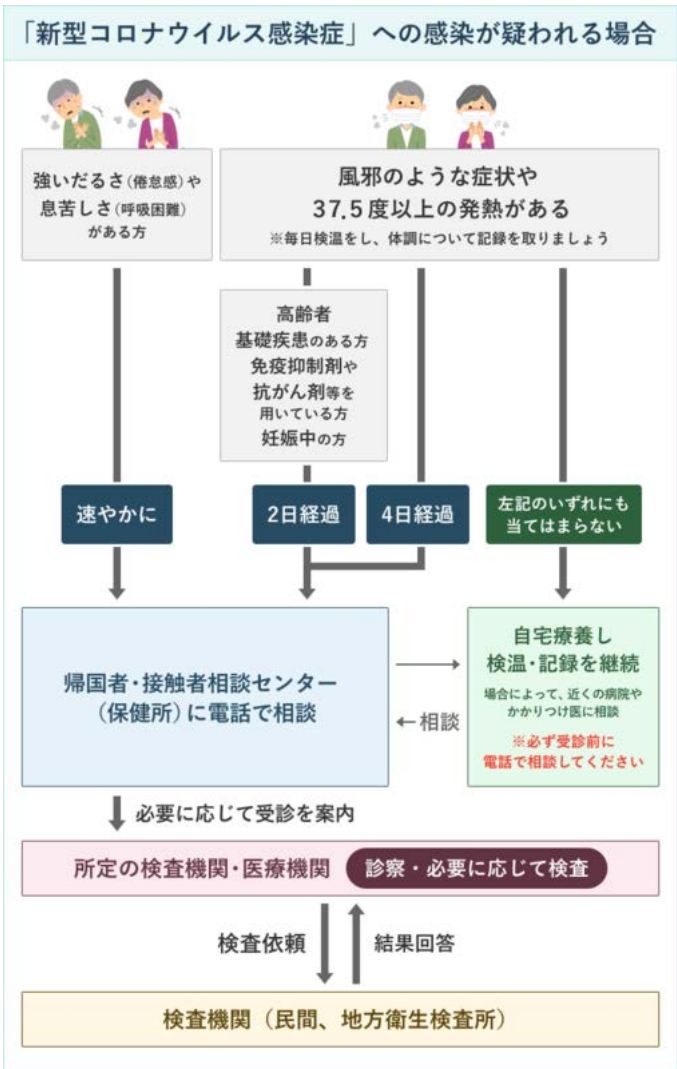 「新型コロナウイルス感染症」への感染が疑われる場合
強いだるさ(倦怠感)や
息苦しさ(呼吸困難)
がある方
風邪のような症状や
37.5度以上の発熱がある
※毎日検温をし、体調について記録を取りましょう
高齢者
基礎疾患のある方
免疫抑制剤や
抗がん剤等を
用いている方
妊娠中の方
速やかに
2日経過
4日経過
左記のいずれにも
当てはまらない
帰国者・接触者相談センター
(保健所)に電話で相談
←相談
自宅療養し
検温・記録を継続
場合によって、近くの病院や
かかりつけ医に相談
※必ず受診前に
電話で相談してください
必要に応じて受診を案内
所定の検査機関・医療機関
診察・必要に応じて検査
検査依頼
結果回答
検査機関(民間、地方衛生検査所)